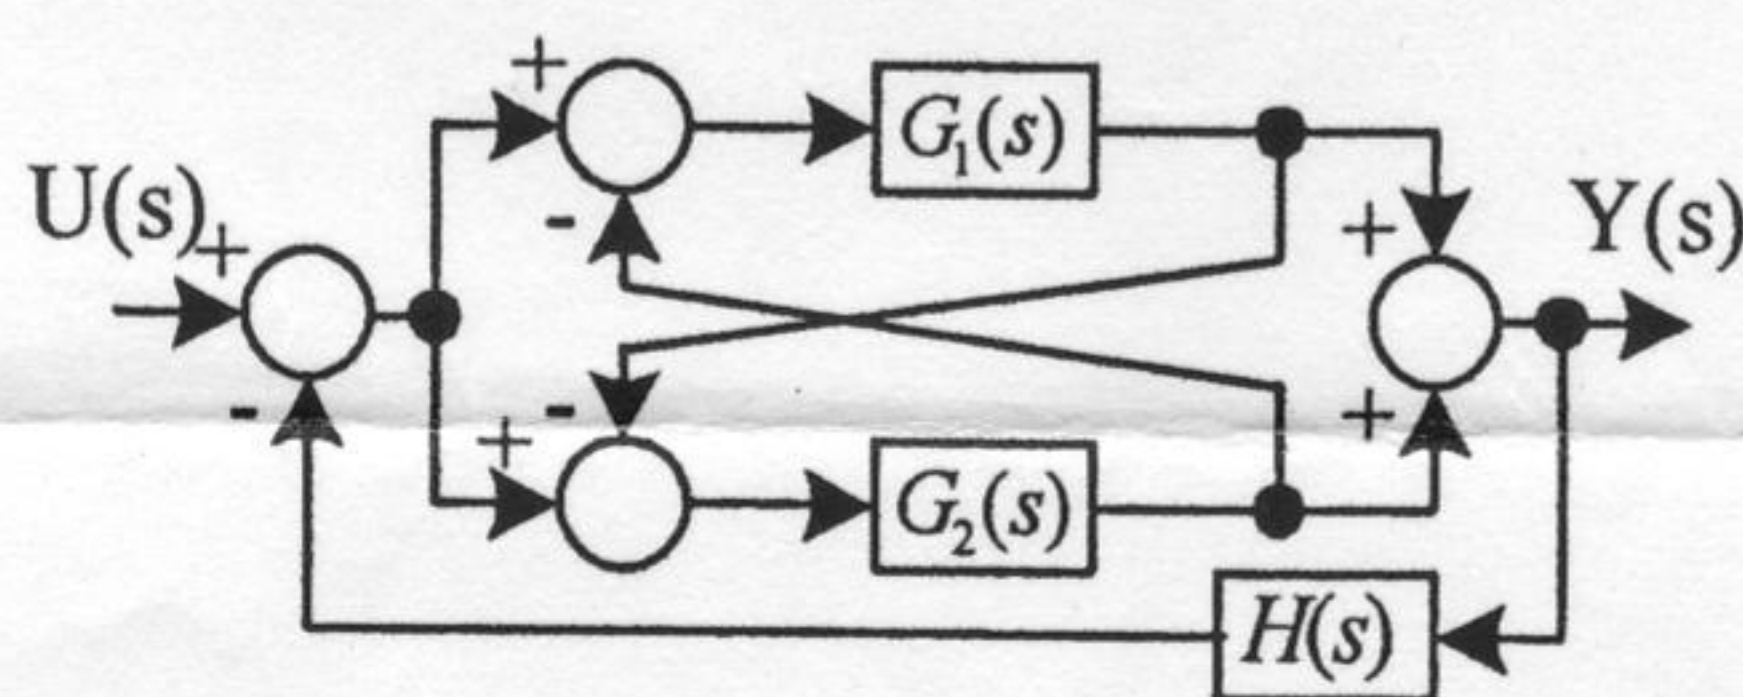 +
G₁(s)
U(s)
+
-
+
Y(s)
-
-
+
+
G₂(s)
H(s)